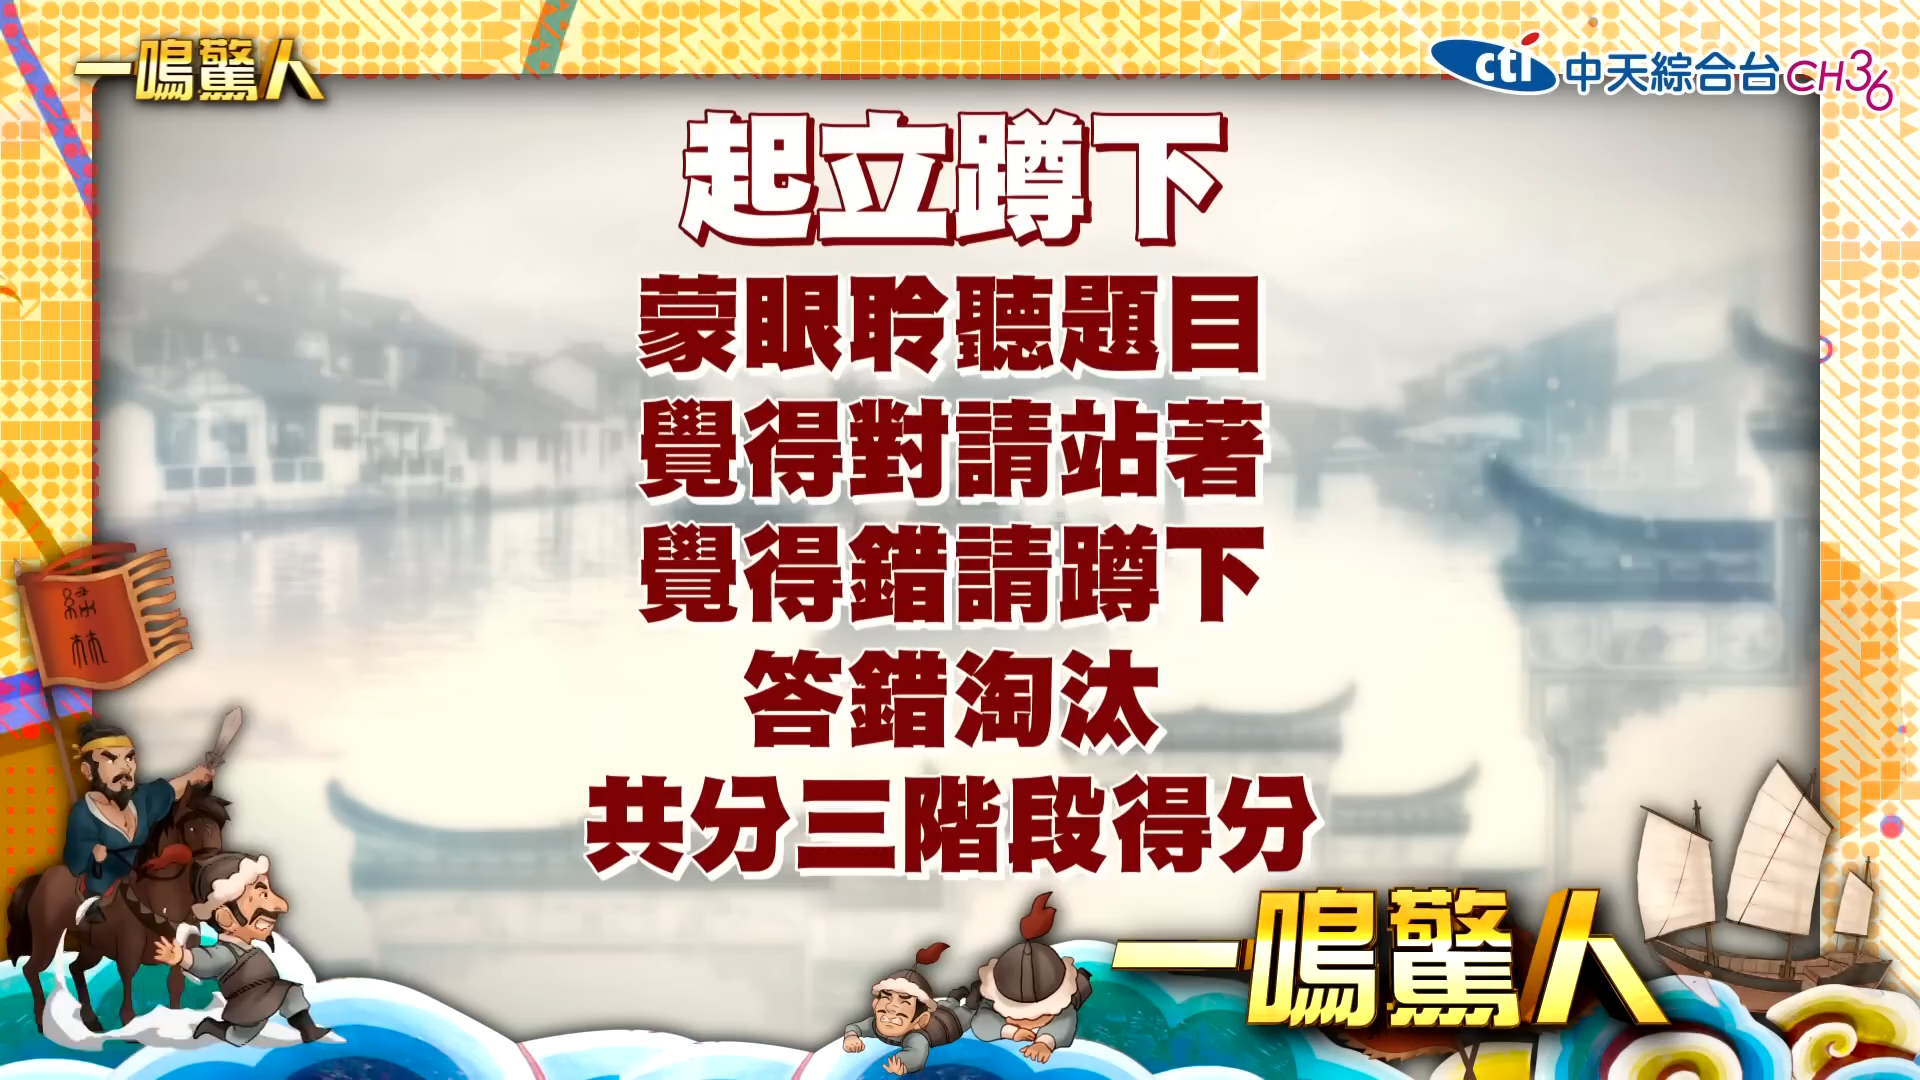 一鳴驚人
cti 中天綜合台 CH36
起立蹲下
蒙眼聆聽題目
覺得對請站著
覺得錯請蹲下
答錯淘汰
共分三階段得分
綠林
一鳴驚人